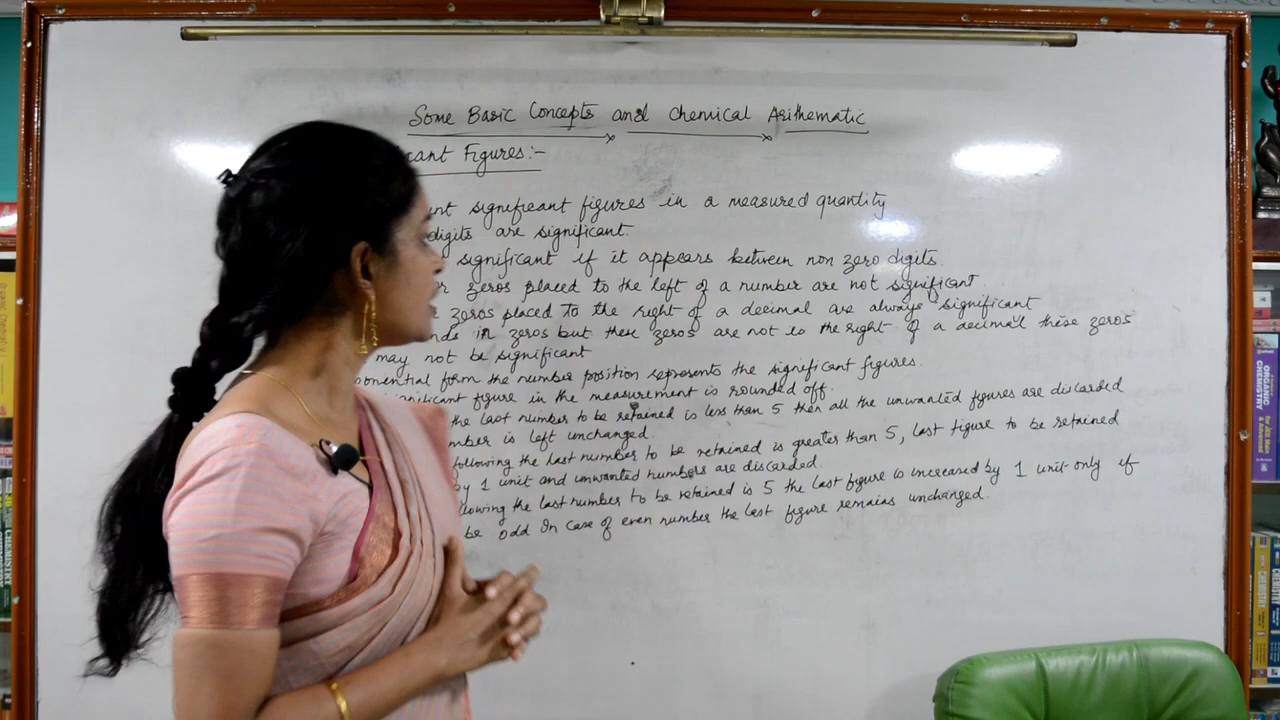 Some Basic Concepts and Chemical Arithematic
cant Figures:-
significant figures in a measured quantity
digits are significant.
significant if it appears between non zero digits.
zeros placed to the left of a number are not significant
zeros placed to the right of a decimal are always significant
in zeros but these zeros are not to the right of a decimal these zeros
may not be significant
form the number position represents the significant figures.
figure in the measurement is rounded off.
the last number to be retained is less than 5 then all the unwanted figures are discarded
is left unchanged.
following the last number to be retained is greater than 5, last figure to be retained
by 1 unit and unwanted numbers are discarded.
the last number to be retained is 5 the last figure is increased by 1 unit only if
be odd In case of even number the last figure remains unchanged.
ORGANIC
CHEMISTRY
CHEMISTRY